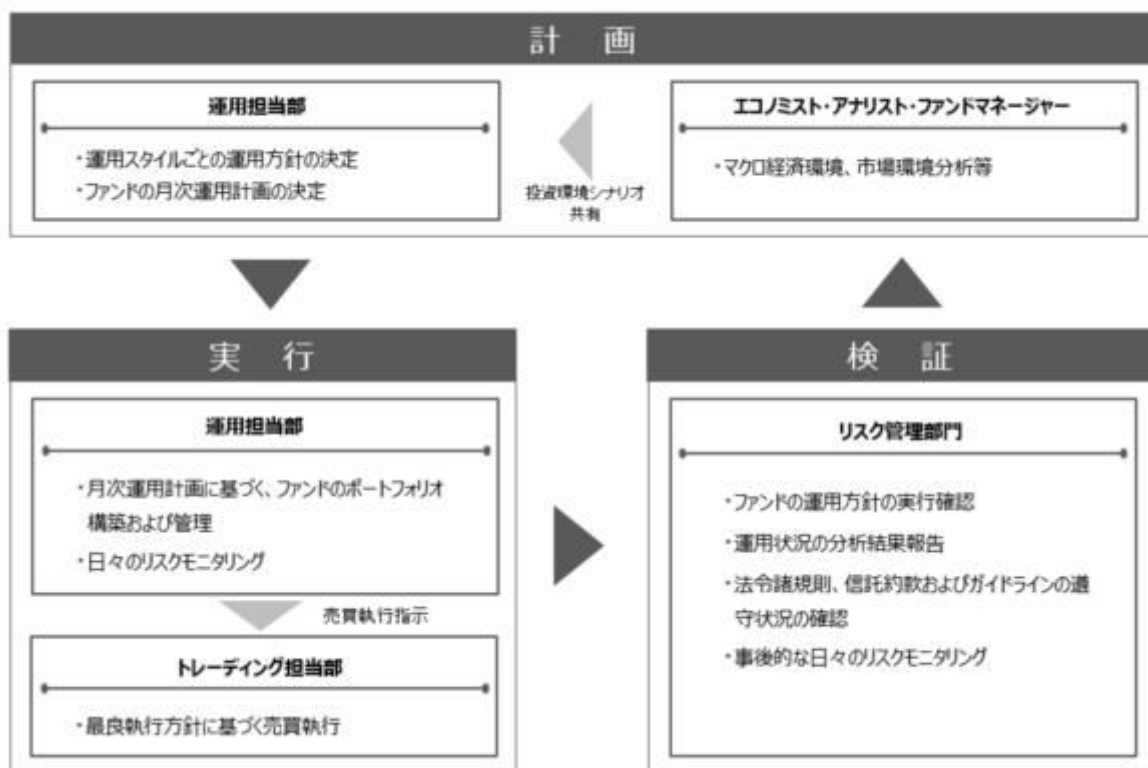 計 画
運用担当部
・運用スタイルごとの運用方針の決定
・ファンドの月次運用計画の決定
投資環境シナリオ
共有
エコノミスト・アナリスト・ファンドマネージャー
・マクロ経済環境、市場環境分析等
実 行
運用担当部
・月次運用計画に基づく、ファンドのポートフォリオ
構築および管理
・日々のリスクモニタリング
売買執行指示
トレーディング担当部
・最良執行方針に基づく売買執行
検 証
リスク管理部門
・ファンドの運用方針の実行確認
・運用状況の分析結果報告
・法令諸規則、信託約款およびガイドラインの遵
守状況の確認
・事後的な日々のリスクモニタリング